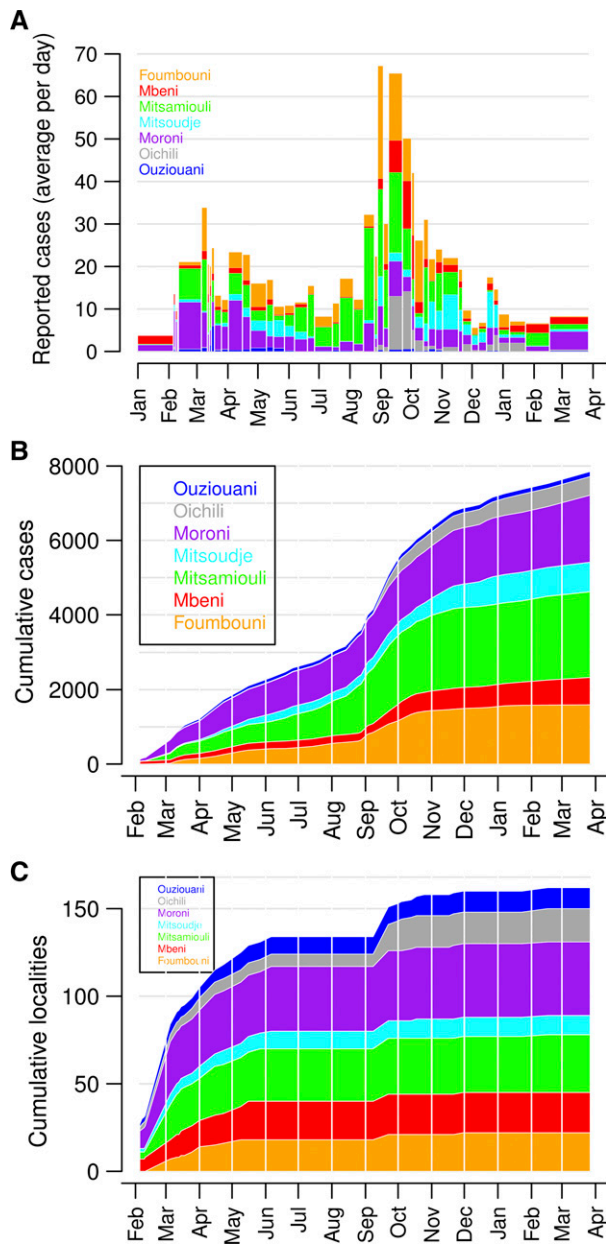 A
Reported cases (average per day)
70
60
50
40
30
20
10
0
Foumbouni
Mbeni
Mitsamiouli
Mitsoudje
Moroni
Oichili
Ouziouani
Jan
Feb
Mar
Apr
May
Jun
Jul
Aug
Sep
Oct
Nov
Dec
Jan
Feb
Mar
Apr
B
Cumulative cases
8000
6000
4000
2000
0
Ouziouani
Oichili
Moroni
Mitsoudje
Mitsamiouli
Mbeni
Foumbouni
Feb
Mar
Apr
May
Jun
Jul
Aug
Sep
Oct
Nov
Dec
Jan
Feb
Mar
Apr
C
Cumulative localities
150
100
50
0
Ouziouani
Oichili
Moroni
Mitsoudje
Mitsamiouli
Mbeni
Foumbouni
Feb
Mar
Apr
May
Jun
Jul
Aug
Sep
Oct
Nov
Dec
Jan
Feb
Mar
Apr